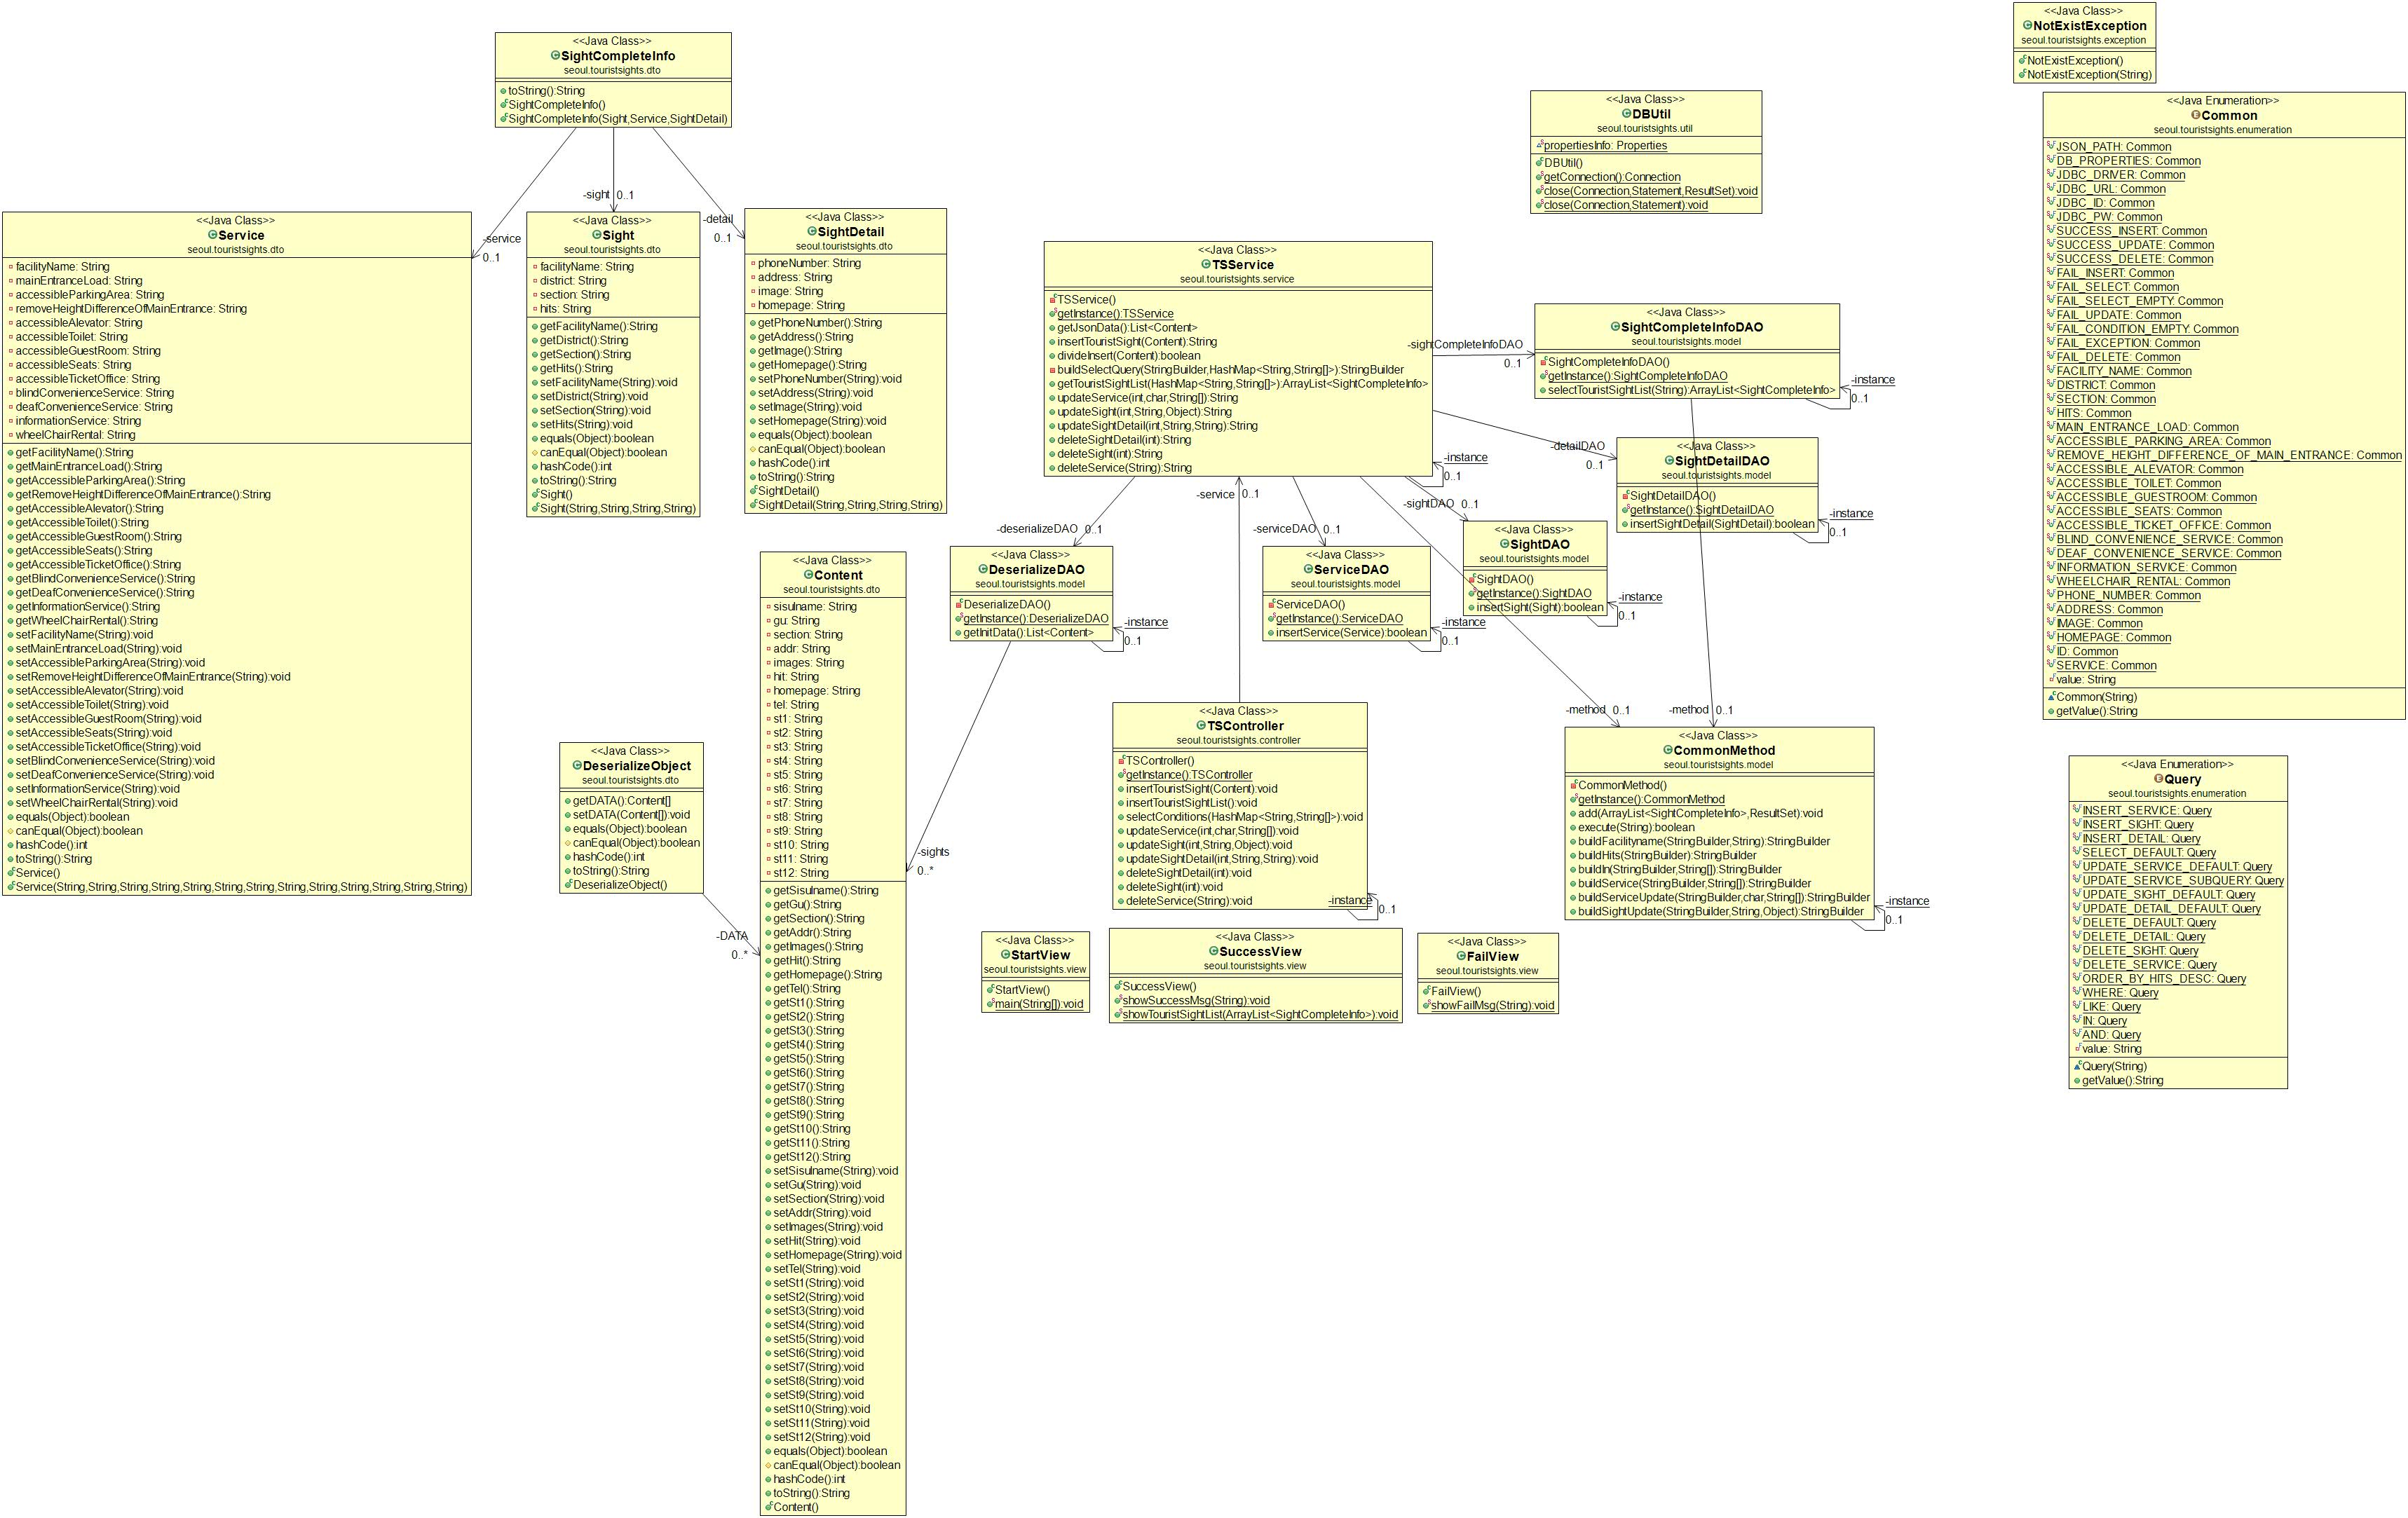 <<Java Class>>
SightCompleteInfo
seoul.touristsights.dto
toString():String
SightCompleteInfo()
SightCompleteInfo(Sight,Service,SightDetail)
-service
0..1
-sight 0..1
-detail
0..1
<<Java Class>>
Service
seoul.touristsights.dto
facilityName: String
mainEntranceLoad: String
accessibleParkingArea: String
removeHeightDifferenceOfMainEntrance: String
accessibleAlevator: String
accessibleToilet: String
accessibleGuestRoom: String
accessibleSeats: String
accessibleTicketOffice: String
blindConvenienceService: String
deafConvenienceService: String
informationService: String
wheelChairRental: String
getFacilityName():String
getMainEntranceLoad():String
getAccessibleParkingArea():String
getRemoveHeightDifferenceOfMainEntrance():String
getAccessibleAlevator():String
getAccessibleToilet():String
getAccessibleGuestRoom():String
getAccessibleSeats():String
getAccessibleTicketOffice():String
getBlindConvenienceService():String
getDeafConvenienceService():String
getInformationService():String
getWheelChairRental():String
setFacilityName(String):void
setMainEntranceLoad(String):void
setAccessibleParkingArea(String):void
setRemoveHeightDifferenceOfMainEntrance(String):void
setAccessibleAlevator(String):void
setAccessibleToilet(String):void
setAccessibleGuestRoom(String):void
setAccessibleSeats(String):void
setAccessibleTicketOffice(String):void
setBlindConvenienceService(String):void
setDeafConvenienceService(String):void
setInformationService(String):void
setWheelChairRental(String):void
equals(Object):boolean
canEqual(Object):boolean
hashCode():int
toString():String
Service()
Service(String,String,String,String,String,String,String,String,String,String,String,String,String)
<<Java Class>>
Sight
seoul.touristsights.dto
facilityName: String
district: String
section: String
hits: String
getFacilityName():String
getDistrict():String
getSection():String
getHits():String
setFacilityName(String):void
setDistrict(String):void
setSection(String):void
setHits(String):void
equals(Object):boolean
canEqual(Object):boolean
hashCode():int
toString():String
Sight()
Sight(String,String,String,String)
<<Java Class>>
SightDetail
seoul.touristsights.dto
phoneNumber: String
address: String
image: String
homepage: String
getPhoneNumber():String
getAddress():String
getImage():String
getHomepage():String
setPhoneNumber(String):void
setAddress(String):void
setImage(String):void
setHomepage(String):void
equals(Object):boolean
canEqual(Object):boolean
hashCode():int
toString():String
SightDetail()
SightDetail(String,String,String,String)
<<Java Class>>
DeserializeObject
seoul.touristsights.dto
getDATA():Content[]
setDATA(Content[]):void
equals(Object):boolean
canEqual(Object):boolean
hashCode():int
toString():String
DeserializeObject()
-DATA
0..*
<<Java Class>>
Content
seoul.touristsights.dto
sisulname: String
gu: String
section: String
addr: String
images: String
hit: String
homepage: String
tel: String
st1: String
st2: String
st3: String
st4: String
st5: String
st6: String
st7: String
st8: String
st9: String
st10: String
st11: String
st12: String
getSisulname():String
getGu():String
getSection():String
getAddr():String
getImages():String
getHit():String
getHomepage():String
getTel():String
getSt1():String
getSt2():String
getSt3():String
getSt4():String
getSt5():String
getSt6():String
getSt7():String
getSt8():String
getSt9():String
getSt10():String
getSt11():String
getSt12():String
setSisulname(String):void
setGu(String):void
setSection(String):void
setAddr(String):void
setImages(String):void
setHit(String):void
setHomepage(String):void
setTel(String):void
setSt1(String):void
setSt2(String):void
setSt3(String):void
setSt4(String):void
setSt5(String):void
setSt6(String):void
setSt7(String):void
setSt8(String):void
setSt9(String):void
setSt10(String):void
setSt11(String):void
setSt12(String):void
equals(Object):boolean
canEqual(Object):boolean
hashCode():int
toString():String
Content()
-sights
0..*
<<Java Class>>
DBUtil
seoul.touristsights.util
propertiesInfo: Properties
DBUtil()
getConnection():Connection
close(Connection,Statement,ResultSet):void
close(Connection,Statement):void
<<Java Class>>
TSService
seoul.touristsights.service
TSService()
getInstance():TSService
getJsonData():List<Content>
insertTouristSight(Content):String
divideInsert(Content):boolean
buildSelectQuery(StringBuilder,HashMap<String,String[]>):StringBuilder
getTouristSightList(HashMap<String,String[]>):ArrayList<SightCompleteInfo>
updateService(int,char,String[]):String
updateSight(int,String,Object):String
updateSightDetail(int,String,String):String
deleteSightDetail(int):String
deleteSight(int):String
deleteService(String):String
-instance
0..1
-sightCompleteInfoDAO
0..1
<<Java Class>>
SightCompleteInfoDAO
seoul.touristsights.model
SightCompleteInfoDAO()
getInstance():SightCompleteInfoDAO
selectTouristSightList(String):ArrayList<SightCompleteInfo>
-instance
0..1
-detailDAO
0..1
<<Java Class>>
SightDetailDAO
seoul.touristsights.model
SightDetailDAO()
getInstance():SightDetailDAO
insertSightDetail(SightDetail):boolean
-instance
0..1
-deserializeDAO 0..1
<<Java Class>>
DeserializeDAO
seoul.touristsights.model
DeserializeDAO()
getInstance():DeserializeDAO
getInitData():List<Content>
-instance
0..1
-service 0..1
-serviceDAO 0..1
<<Java Class>>
ServiceDAO
seoul.touristsights.model
ServiceDAO()
getInstance():ServiceDAO
insertService(Service):boolean
-instance
0..1
-sightDAO 0..1
<<Java Class>>
SightDAO
seoul.touristsights.model
SightDAO()
getInstance():SightDAO
insertSight(Sight):boolean
-instance
0..1
<<Java Class>>
TSController
seoul.touristsights.controller
TSController()
getInstance():TSController
insertTouristSight(Content):void
insertTouristSightList():void
selectConditions(HashMap<String,String[]>):void
updateService(int,char,String[]):void
updateSight(int,String,Object):void
updateSightDetail(int,String,String):void
deleteSightDetail(int):void
deleteSight(int):void
deleteService(String):void
-instance
0..1
-method 0..1
-method 0..1
<<Java Class>>
CommonMethod
seoul.touristsights.model
CommonMethod()
getInstance():CommonMethod
add(ArrayList<SightCompleteInfo>,ResultSet):void
execute(String):boolean
buildFacilityname(StringBuilder,String):StringBuilder
buildHits(StringBuilder):StringBuilder
buildIn(StringBuilder,String[]):StringBuilder
buildService(StringBuilder,String[]):StringBuilder
buildServiceUpdate(StringBuilder,char,String[]):StringBuilder
buildSightUpdate(StringBuilder,String,Object):StringBuilder
-instance
0..1
<<Java Class>>
StartView
seoul.touristsights.view
StartView()
main(String[]):void
<<Java Class>>
SuccessView
seoul.touristsights.view
SuccessView()
showSuccessMsg(String):void
showTouristSightList(ArrayList<SightCompleteInfo>):void
<<Java Class>>
FailView
seoul.touristsights.view
FailView()
showFailMsg(String):void
<<Java Class>>
NotExistException
seoul.touristsights.exception
NotExistException()
NotExistException(String)
<<Java Enumeration>>
Common
seoul.touristsights.enumeration
JSON_PATH: Common
DB_PROPERTIES: Common
JDBC_DRIVER: Common
JDBC_URL: Common
JDBC_ID: Common
JDBC_PW: Common
SUCCESS_INSERT: Common
SUCCESS_UPDATE: Common
SUCCESS_DELETE: Common
FAIL_INSERT: Common
FAIL_SELECT: Common
FAIL_SELECT_EMPTY: Common
FAIL_UPDATE: Common
FAIL_CONDITION_EMPTY: Common
FAIL_EXCEPTION: Common
FAIL_DELETE: Common
FACILITY_NAME: Common
DISTRICT: Common
SECTION: Common
HITS: Common
MAIN_ENTRANCE_LOAD: Common
ACCESSIBLE_PARKING_AREA: Common
REMOVE_HEIGHT_DIFFERENCE_OF_MAIN_ENTRANCE: Common
ACCESSIBLE_ALEVATOR: Common
ACCESSIBLE_TOILET: Common
ACCESSIBLE_GUESTROOM: Common
ACCESSIBLE_SEATS: Common
ACCESSIBLE_TICKET_OFFICE: Common
BLIND_CONVENIENCE_SERVICE: Common
DEAF_CONVENIENCE_SERVICE: Common
INFORMATION_SERVICE: Common
WHEELCHAIR_RENTAL: Common
PHONE_NUMBER: Common
ADDRESS: Common
IMAGE: Common
HOMEPAGE: Common
ID: Common
SERVICE: Common
value: String
Common(String)
getValue():String
<<Java Enumeration>>
Query
seoul.touristsights.enumeration
INSERT_SERVICE: Query
INSERT_SIGHT: Query
INSERT_DETAIL: Query
SELECT_DEFAULT: Query
UPDATE_SERVICE_DEFAULT: Query
UPDATE_SERVICE_SUBQUERY: Query
UPDATE_SIGHT_DEFAULT: Query
UPDATE_DETAIL_DEFAULT: Query
DELETE_DEFAULT: Query
DELETE_DETAIL: Query
DELETE_SIGHT: Query
DELETE_SERVICE: Query
ORDER_BY_HITS_DESC: Query
WHERE: Query
LIKE: Query
IN: Query
AND: Query
value: String
Query(String)
getValue():String